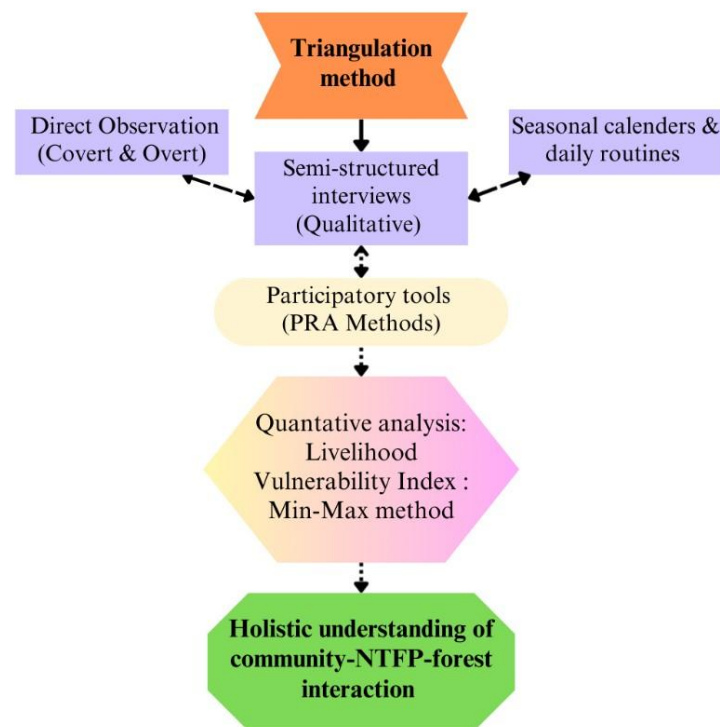 Triangulation
method
Direct Observation
(Covert & Overt)
Seasonal calenders &
daily routines
Semi-structured
interviews
(Qualitative)
Participatory tools
(PRA Methods)
Quantative analysis:
Livelihood
Vulnerability Index :
Min-Max method
Holistic understanding of
community-NTFP-forest
interaction